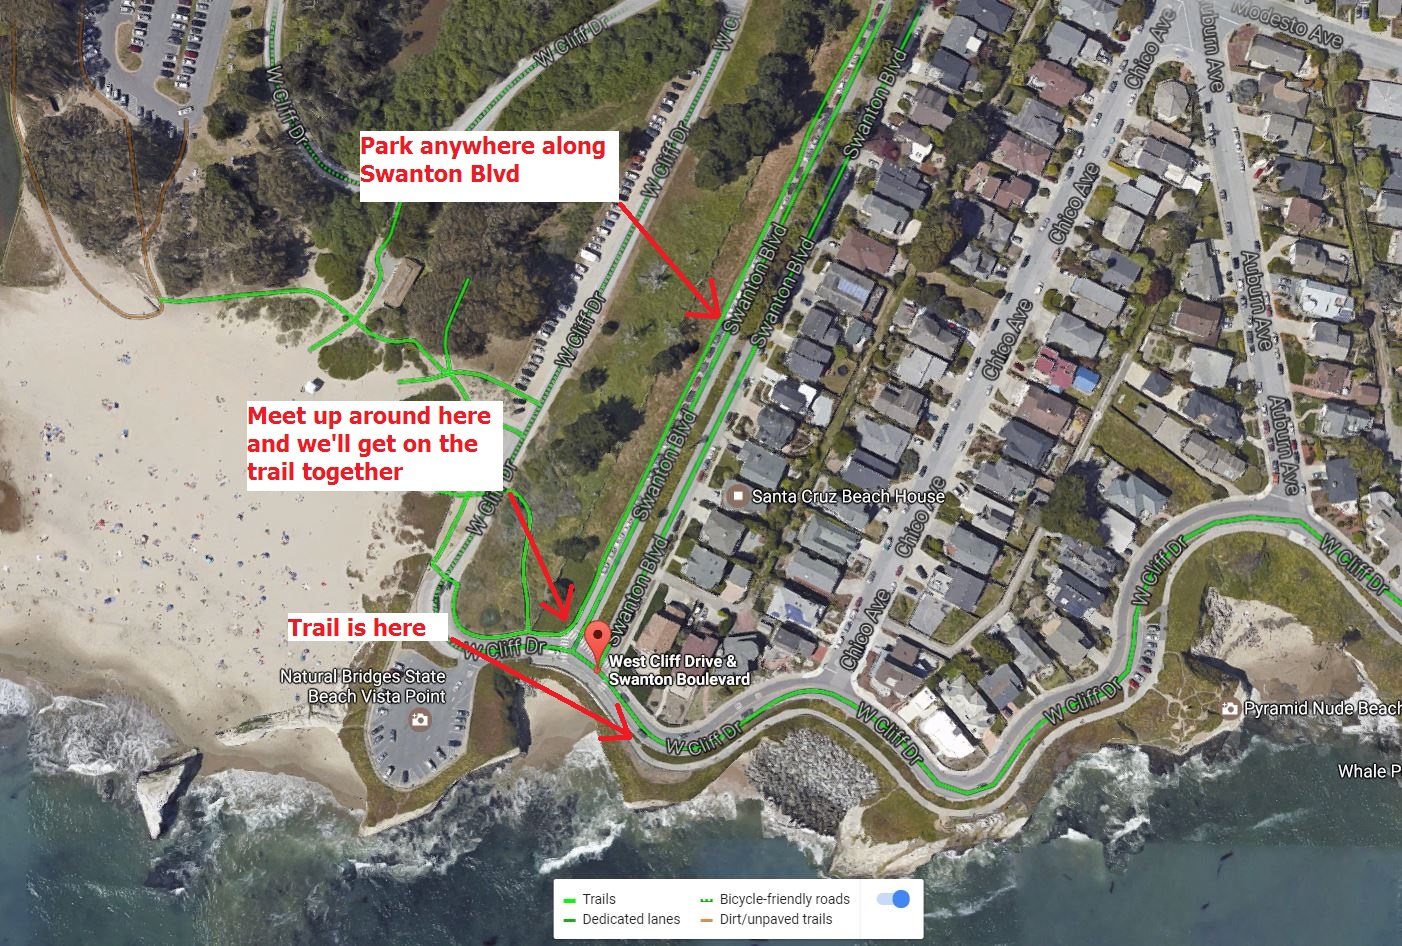 W Cliff Dr
W Cl
Modesto Ave
Auburn Ave
Chico Ave
Swanton Blvd
W Cliff Dr
Park anywhere along
Swanton Blvd
W Cliff Dr
Chico Ave
Swanton Blvd
Swanton Blvd
Auburn Ave
W Cliff Dr
Chico Ave
Meet up around here
and we'll get on the
trail together
Auburn Ave
Swanton Blvd
W Cliff Dr
Santa Cruz Beach House
Chico Ave
Swanton Blvd
W Cliff Dr
W Cliff Dr
Trail is here
Chico Ave
W Cliff Dr
West Cliff Drive &
Swanton Boulevard
Natural Bridges State
Beach Vista Point
W Cliff Dr
W Cliff Dr
W Cliff Dr
Pyramid Nude Beach
Whale P
Trails
Bicycle-friendly roads
Dedicated lanes
Dirt/unpaved trails